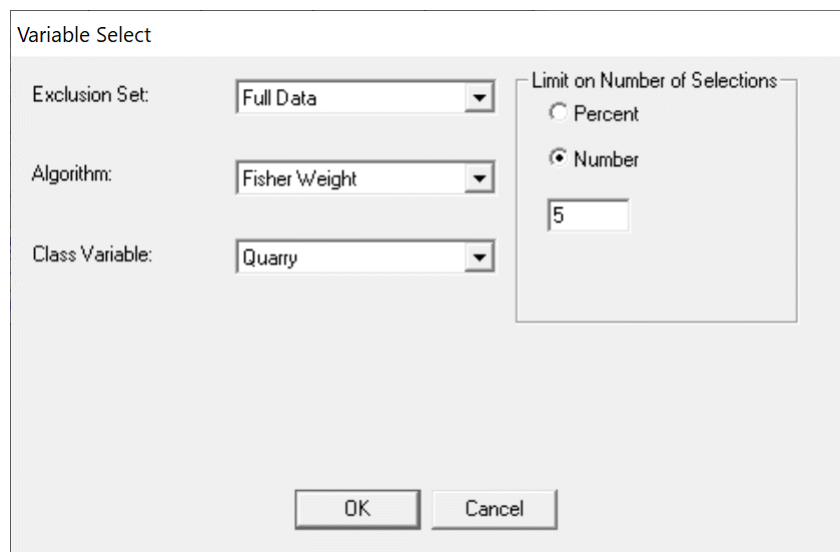 Variable Select
Exclusion Set:
Full Data
Algorithm:
Fisher Weight
Class Variable:
Quarry
Limit on Number of Selections
Percent
Number
5
OK
Cancel